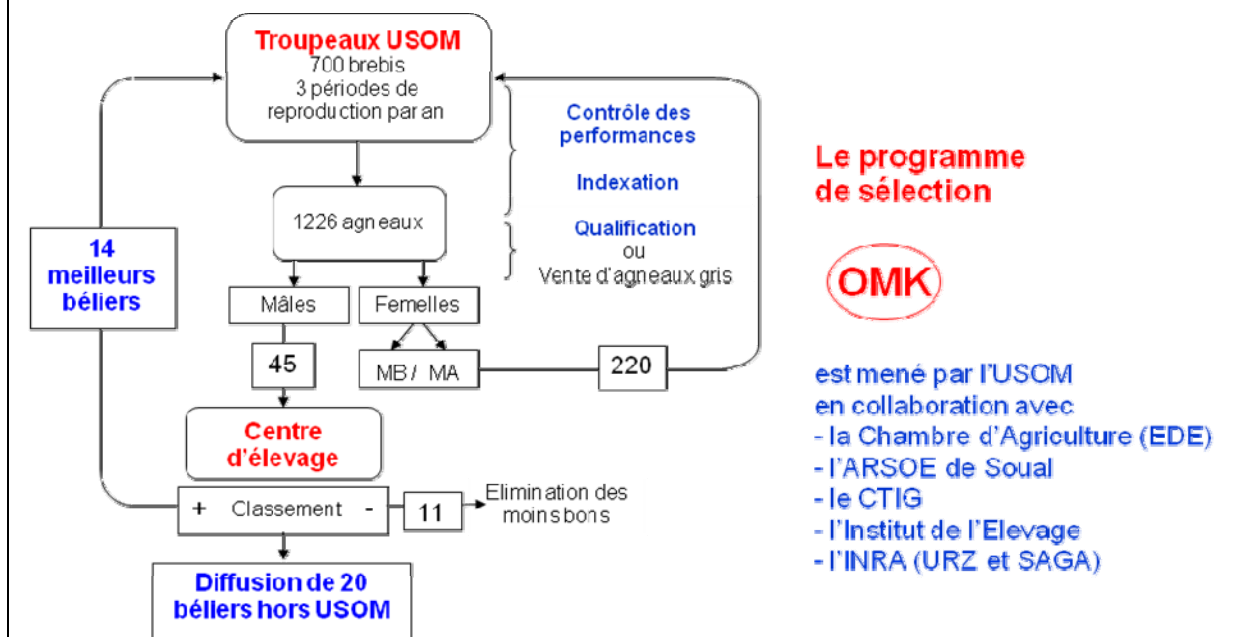 Troupeaux USOM
700 brebis
3 périodes de
reproduction par an
Contrôle des
performances
Indexation
Qualification
ou
Vente d'agneaux gris
1226 agneaux
14
meilleurs
béliers
Mâles
Femelles
45
MB / MA
220
Centre
d'élevage
+ Classement -
11
Elimination des
moins bons
Diffusion de 20
béliers hors USOM
Le programme
de sélection
OMK
est mené par l'USOM
en collaboration avec
- la Chambre d'Agriculture (EDE)
- l'ARSOE de Soual
- le CTIG
- l'Institut de l'Elevage
- l'INRA (URZ et SAGA)